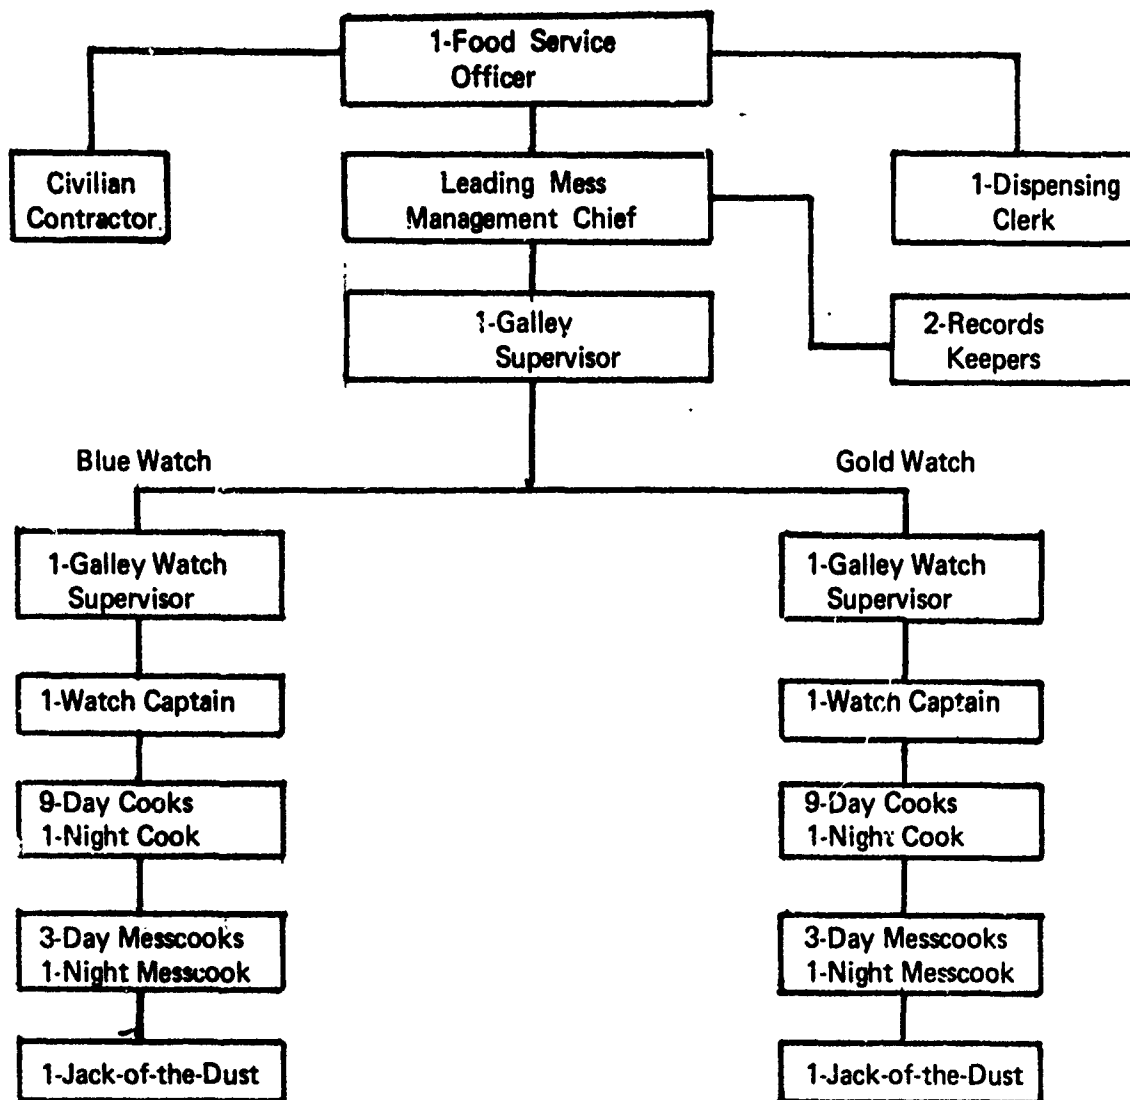 1-Food Service
Officer
Civilian
Contractor
Leading Mess
Management Chief
1-Dispensing
Clerk
1-Galley
Supervisor
2-Records
Keepers
Blue Watch
Gold Watch
1-Galley Watch
Supervisor
1-Galley Watch
Supervisor
1-Watch Captain
1-Watch Captain
9-Day Cooks
1-Night Cook
9-Day Cooks
1-Night Cook
3-Day Messcooks
1-Night Messcook
3-Day Messcooks
1-Night Messcook
1-Jack-of-the-Dust
1-Jack-of-the-Dust